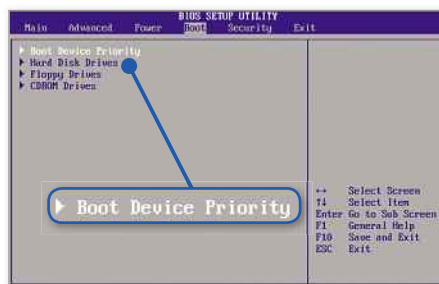 BIOS SETUP UTILITY
Main Advanced Power Boot Security Exit
Boot Device Priority
Hard Disk Drives
Floppy Drives
CDROM Drives
Boot Device Priority
↔ Select Screen
↑↓ Select Item
Enter Go to Sub Screen
F1 General Help
F10 Save and Exit
ESC Exit